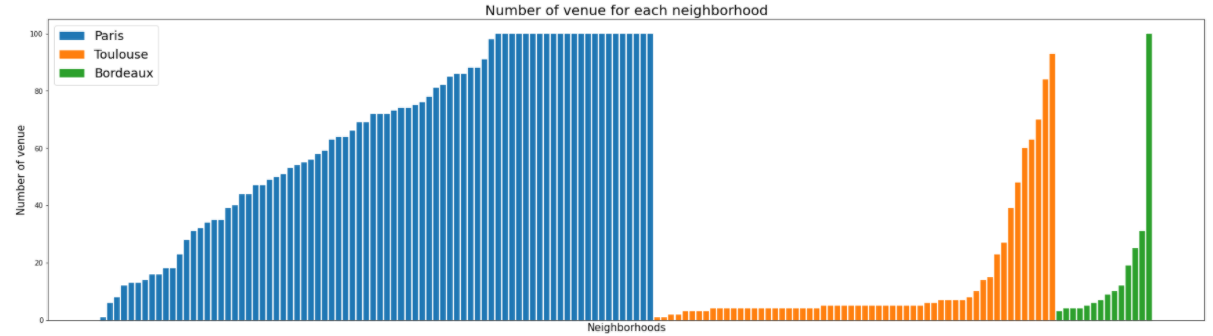 Number of venue for each neighborhood
Paris
Toulouse
Bordeaux
Number of venue
100
80
60
40
20
0
Neighborhoods